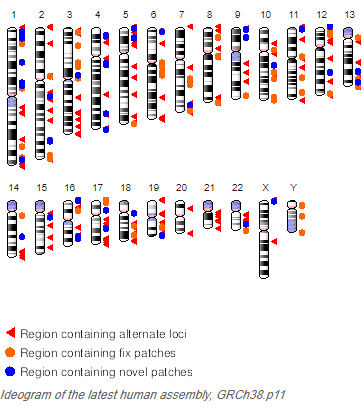 1 2 3 4 5 6 7 8 9 10 11 12 13
14 15 16 17 18 19 20 21 22 X Y
Region containing alternate loci
Region containing fix patches
Region containing novel patches
Ideogram of the latest human assembly, GRCh38.p11